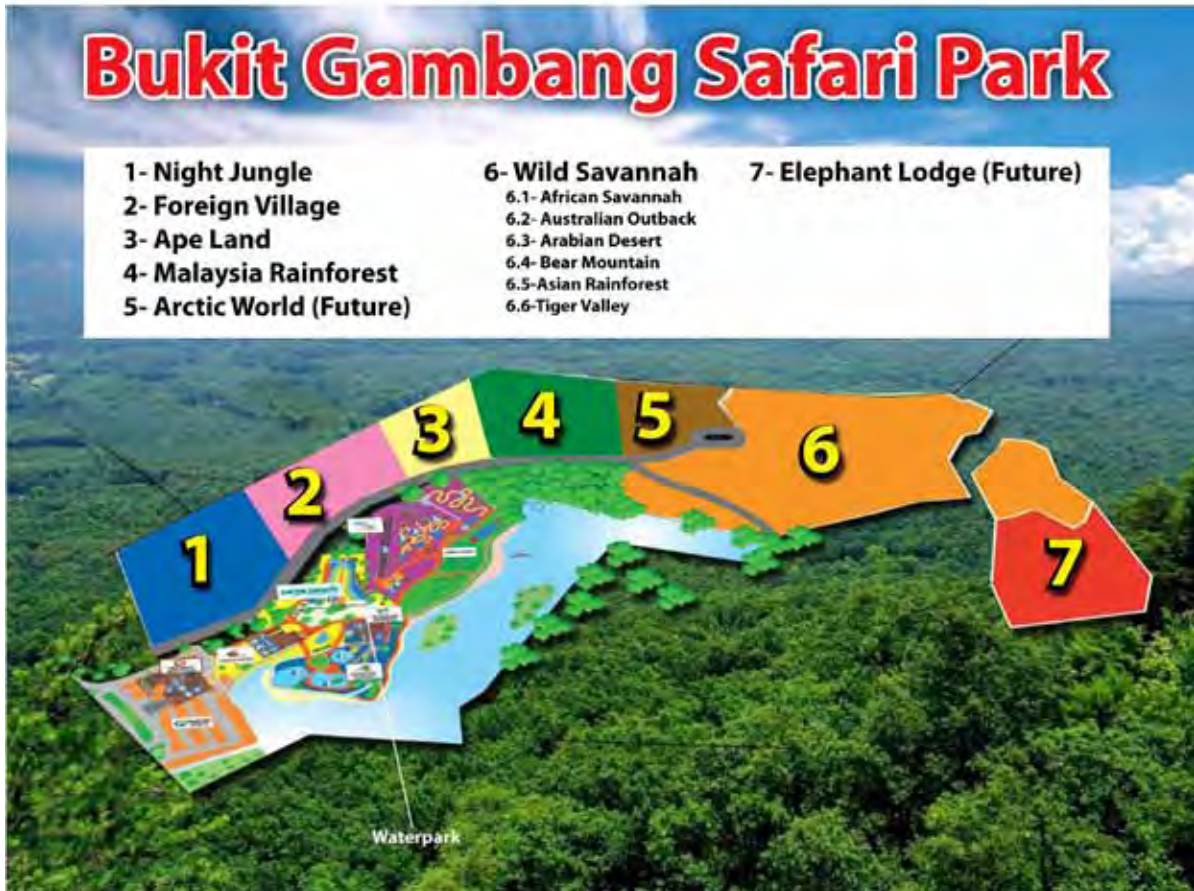 Bukit Gambang Safari Park
1- Night Jungle
2- Foreign Village
3- Ape Land
4- Malaysia Rainforest
5- Arctic World (Future)
6- Wild Savannah
6.1- African Savannah
6.2- Australian Outback
6.3- Arabian Desert
6.4- Bear Mountain
6.5-Asian Rainforest
6.6-Tiger Valley
7- Elephant Lodge (Future)
1
2
3
4
5
6
7
Waterpark